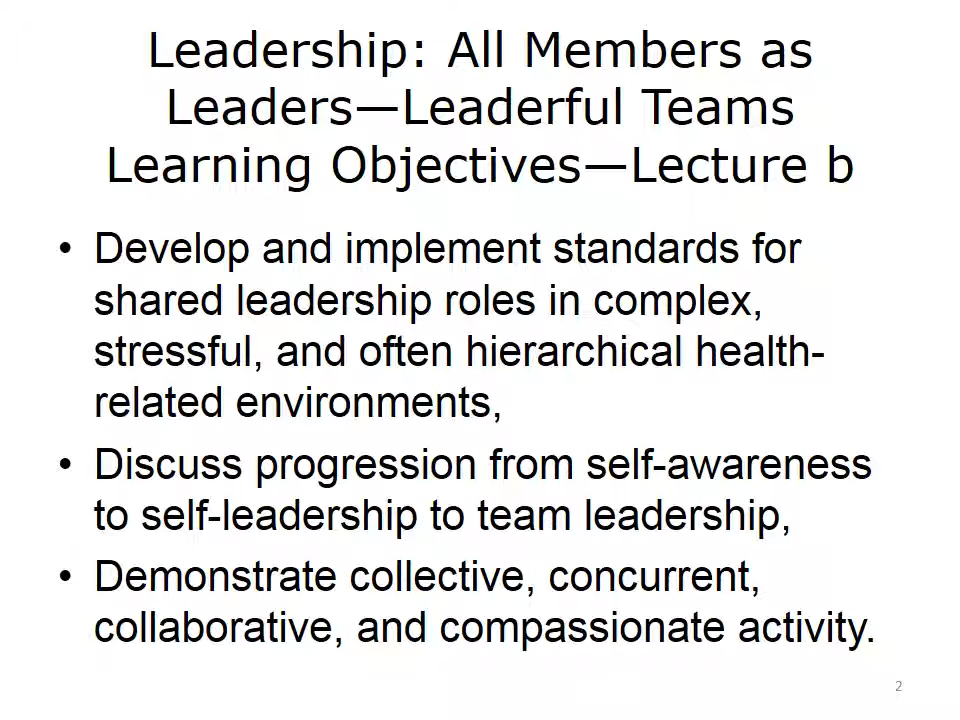 Leadership: All Members as
Leaders—Leaderful Teams
Learning Objectives—Lecture b
• Develop and implement standards for
shared leadership roles in complex,
stressful, and often hierarchical health-
related environments,
• Discuss progression from self-awareness
to self-leadership to team leadership,
• Demonstrate collective, concurrent,
collaborative, and compassionate activity.
2